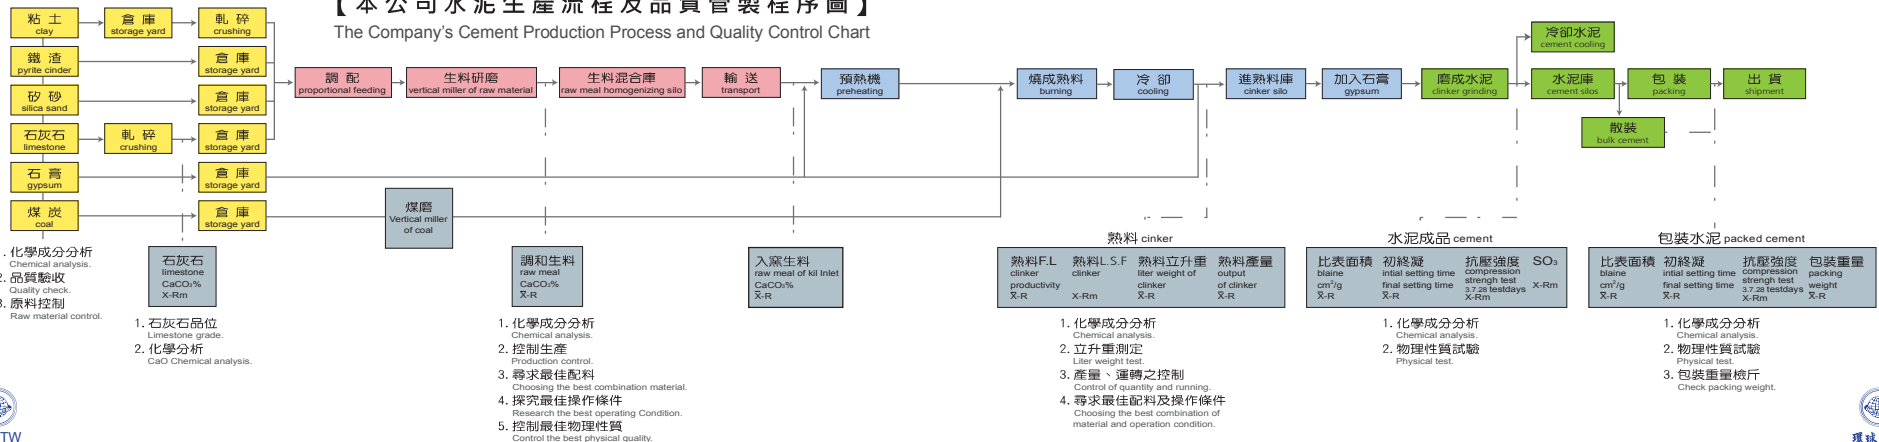 【本公司水泥生產流程及品質管製程序圖】
The Company's Cement Production Process and Quality Control Chart
粘土
clay
倉庫
storage yard
軋碎
crushing
鐵渣
pyrite cinder
倉庫
storage yard
矽砂
silica sand
倉庫
storage yard
石灰石
limestone
軋碎
crushing
倉庫
storage yard
石膏
gypsum
倉庫
storage yard
煤炭
coal
倉庫
storage yard
調配
proportional feeding
生料研磨
vertical miller of raw material
生料混合庫
raw meal homogenizing silo
輸送
transport
預熱機
preheating
燒成熟料
burning
冷卻
cooling
進熟料庫
cinker silo
加入石膏
gypsum
磨成水泥
clinker grinding
冷卻水泥
cement cooling
水泥庫
cement silos
包裝
packing
出貨
shipment
散裝
bulk cement
煤磨
Vertical miller
of coal
. 化學成分分析
Chemical analysis.
2. 品質驗收
Quality check.
3. 原料控制
Raw material control.
石灰石
limestone
CaCO₃%
X-Rm
1. 石灰石品位
Limestone grade.
2. 化學分析
CaO Chemical analysis.
調和生料
raw meal
CaCO₃%
X̄-R
1. 化學成分分析
Chemical analysis.
2. 控制生產
Production control.
3. 尋求最佳配料
Choosing the best combination material.
4. 探究最佳操作條件
Research the best operating Condition.
5. 控制最佳物理性質
Control the best physical quality.
入窯生料
raw meal of kil Inlet
CaCO₃%
X̄-R
熟料 cinker
熟料F.L
clinker
productivity
X̄-R
熟料L.S.F
clinker
X-Rm
熟料立升重
liter weight of
clinker
X̄-R
熟料產量
output
of clinker
X̄-R
1. 化學成分分析
Chemical analysis.
2. 立升重測定
Liter weight test.
3. 產量、運轉之控制
Control of quantity and running.
4. 尋求最佳配料及操作條件
Choosing the best combination of
material and operation condition.
水泥成品 cement
比表面積
blaine
cm²/g
X̄-R
初終凝
intial setting time
final setting time
X̄-R
抗壓強度
compression
strengh test
3.7.28 testdays
X-Rm
SO₃
X-Rm
1. 化學成分分析
Chemical analysis.
2. 物理性質試驗
Physical test.
包裝水泥 packed cement
比表面積
blaine
cm²/g
X̄-R
初終凝
intial setting time
final setting time
X̄-R
抗壓強度
compression
strengh test
3.7.28 testdays
X-Rm
包裝重量
packing
weight
X̄-R
1. 化學成分分析
Chemical analysis.
2. 物理性質試驗
Physical test.
3. 包裝重量檢斤
Check packing weight.
TW
環球